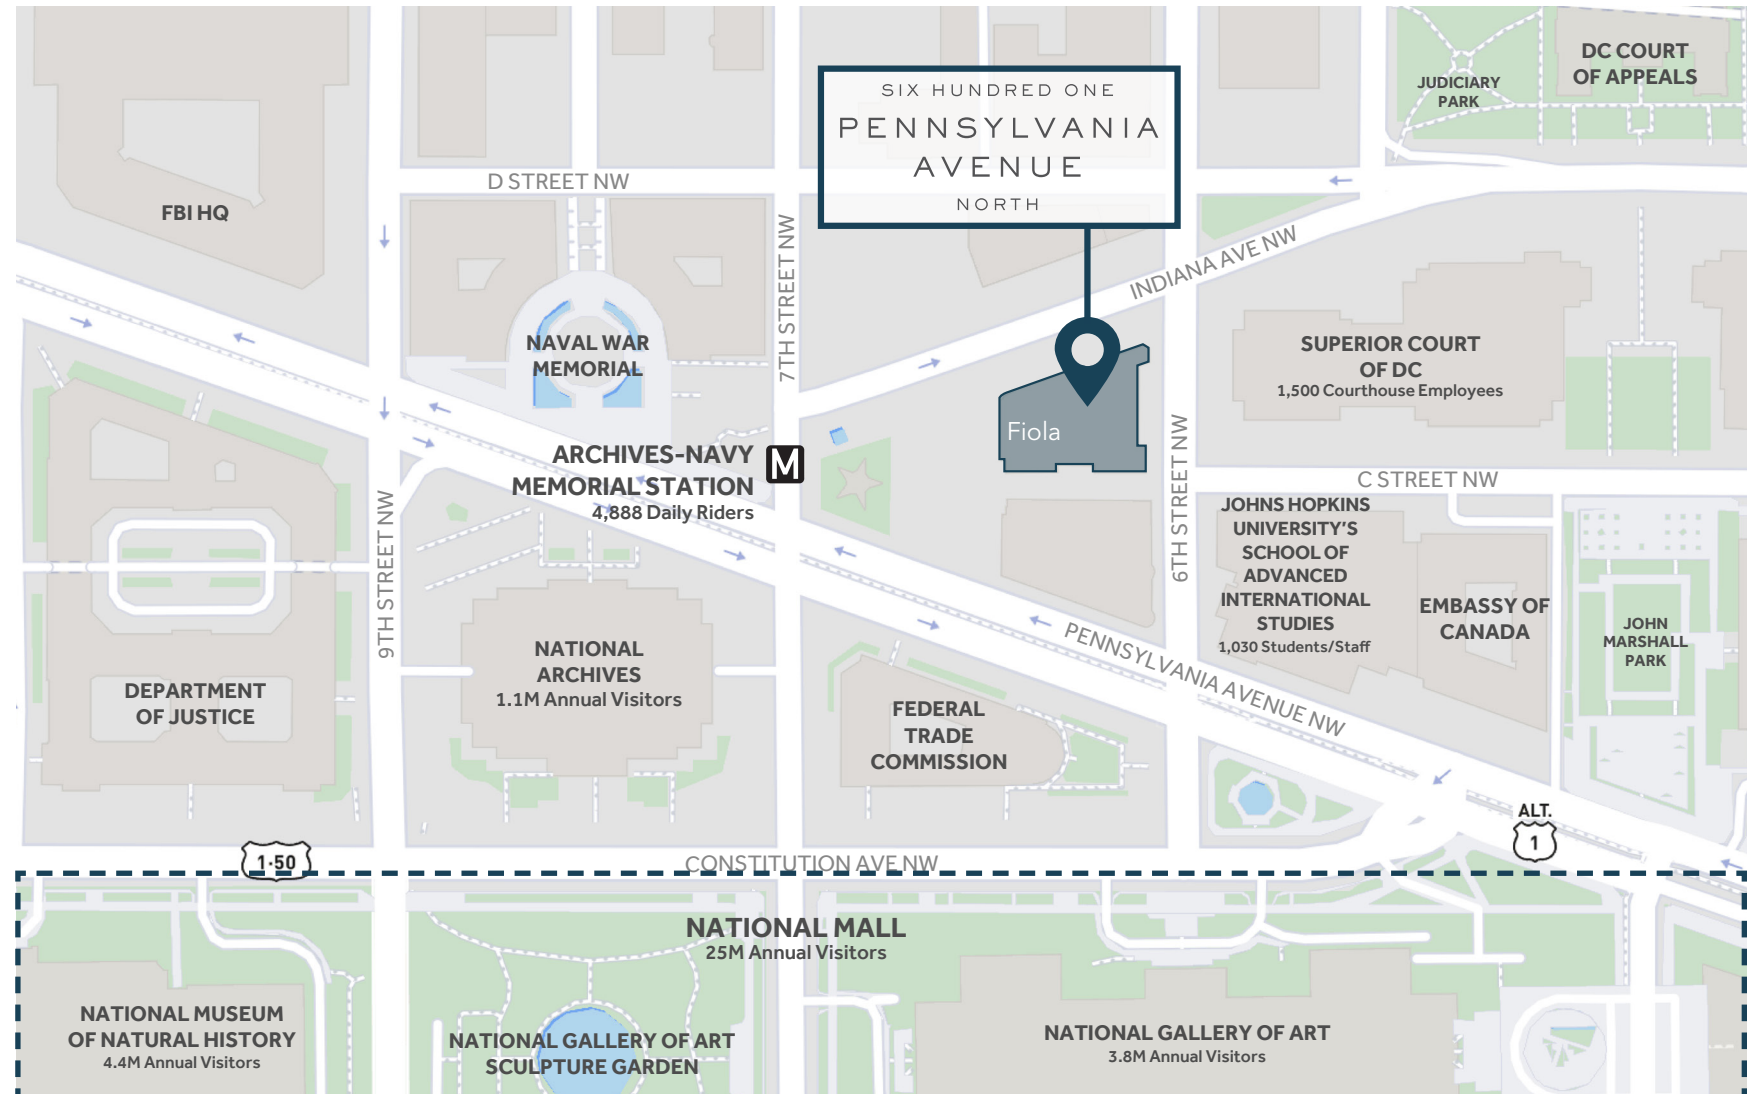 DC COURT
OF APPEALS
JUDICIARY
PARK
SIX HUNDRED ONE
PENNSYLVANIA
AVENUE
NORTH
D STREET NW
FBI HQ
7TH STREET NW
INDIANA AVE NW
NAVAL WAR
MEMORIAL
SUPERIOR COURT
OF DC
1,500 Courthouse Employees
Fiola
ARCHIVES-NAVY
MEMORIAL STATION
4,888 Daily Riders
M
6TH STREET NW
C STREET NW
9TH STREET NW
JOHNS HOPKINS
UNIVERSITY’S
SCHOOL OF
ADVANCED
INTERNATIONAL
STUDIES
1,030 Students/Staff
EMBASSY OF
CANADA
JOHN
MARSHALL
PARK
PENNSYLVANIA AVENUE NW
NATIONAL
ARCHIVES
1.1M Annual Visitors
DEPARTMENT
OF JUSTICE
FEDERAL
TRADE
COMMISSION
ALT.
1
1·50
CONSTITUTION AVE NW
NATIONAL MALL
25M Annual Visitors
NATIONAL MUSEUM
OF NATURAL HISTORY
4.4M Annual Visitors
NATIONAL GALLERY OF ART
SCULPTURE GARDEN
NATIONAL GALLERY OF ART
3.8M Annual Visitors